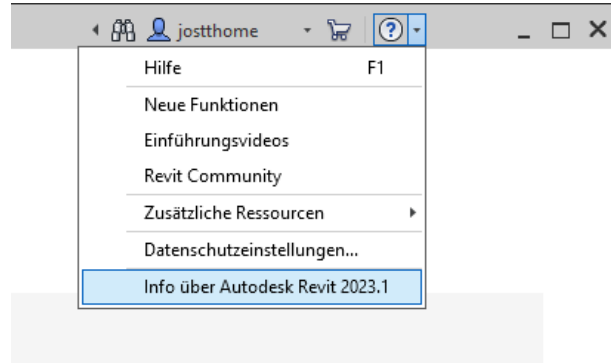 jostthome
?
Hilfe F1
Neue Funktionen
Einführungsvideos
Revit Community
Zusätzliche Ressourcen
Datenschutzeinstellungen...
Info über Autodesk Revit 2023.1